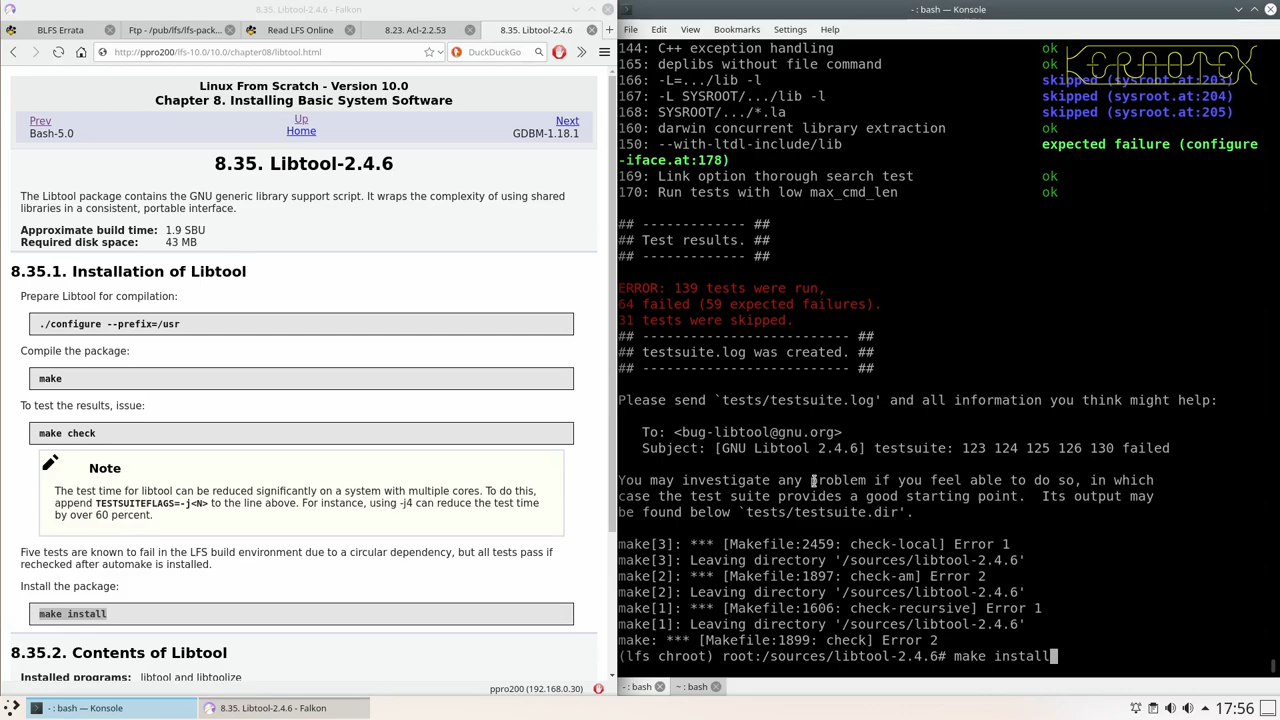 8.35. Libtool-2.4.6 - Falkon
BLFS Errata
Ftp - /pub/lfs/lfs-pack...
Read LFS Online
8.23. Acl-2.2.53
8.35. Libtool-2.4.6
http://ppro200/lfs-10.0/10.0/chapter08/libtool.html
DuckDuckGo
Linux From Scratch - Version 10.0
Chapter 8. Installing Basic System Software
Prev
Up
Next
Bash-5.0
Home
GDBM-1.18.1
8.35. Libtool-2.4.6
The Libtool package contains the GNU generic library support script. It wraps the complexity of using shared
libraries in a consistent, portable interface.
Approximate build time: 1.9 SBU
Required disk space: 43 MB
8.35.1. Installation of Libtool
Prepare Libtool for compilation:
./configure --prefix=/usr
Compile the package:
make
To test the results, issue:
make check
Note
The test time for libtool can be reduced significantly on a system with multiple cores. To do this,
append TESTSUITEFLAGS=-j<N> to the line above. For instance, using -j4 can reduce the test time
by over 60 percent.
Five tests are known to fail in the LFS build environment due to a circular dependency, but all tests pass if
rechecked after automake is installed.
Install the package:
make install
8.35.2. Contents of Libtool
Installed programs: libtool and libtoolize
ppro200 (192.168.0.30)
- : bash — Konsole
File Edit View Bookmarks Settings Help
144: C++ exception handling ok
165: deplibs without file command ok
KERNOTEX
166: -L=.../lib -l skipped (sysroot.at:203)
167: -L SYSROOT/.../lib -l skipped (sysroot.at:204)
168: SYSROOT/.../*.la skipped (sysroot.at:205)
160: darwin concurrent library extraction ok
150: --with-ltdl-include/lib expected failure (configure
-iface.at:178)
169: Link option thorough search test ok
170: Run tests with low max_cmd_len ok
## ------------- ##
## Test results. ##
## ------------- ##
ERROR: 139 tests were run,
64 failed (59 expected failures).
31 tests were skipped.
## -------------------------- ##
## testsuite.log was created. ##
## -------------------------- ##
Please send `tests/testsuite.log' and all information you think might help:
To: <bug-libtool@gnu.org>
Subject: [GNU Libtool 2.4.6] testsuite: 123 124 125 126 130 failed
You may investigate any problem if you feel able to do so, in which
case the test suite provides a good starting point. Its output may
be found below `tests/testsuite.dir'.
make[3]: *** [Makefile:2459: check-local] Error 1
make[3]: Leaving directory '/sources/libtool-2.4.6'
make[2]: *** [Makefile:1897: check-am] Error 2
make[2]: Leaving directory '/sources/libtool-2.4.6'
make[1]: *** [Makefile:1606: check-recursive] Error 1
make[1]: Leaving directory '/sources/libtool-2.4.6'
make: *** [Makefile:1899: check] Error 2
(lfs chroot) root:/sources/libtool-2.4.6# make install
- : bash
~ : bash
- : bash — Konsole
8.35. Libtool-2.4.6 - Falkon
17:56